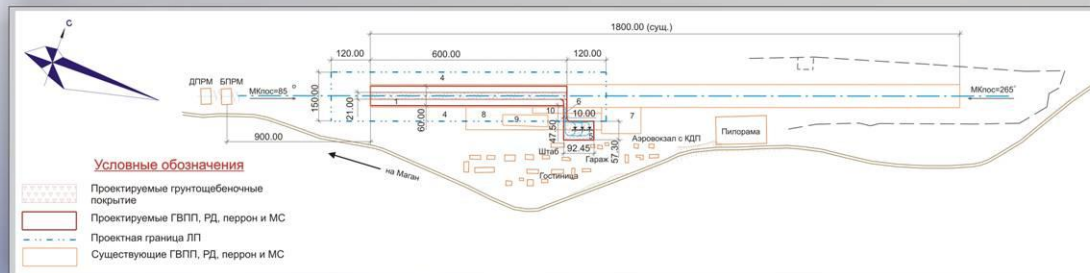 С
1800.00 (сущ.)
120.00
600.00
120.00
ДПРМ
БПРМ
МКпос=85°
МКпос=265°
150.00
21.00
60.00
4
1
4
8
9
10
6
10.00
7
47.50
92.45
57.30
900.00
Аэровокзал с КДП
Пилорама
Штаб
Гараж
Гостиница
на Маган
Условные обозначения
Проектируемые грунтощебеночные
покрытие
Проектируемые ГВПП, РД, перрон и МС
Проектная граница ЛП
Существующие ГВПП, РД, перрон и МС